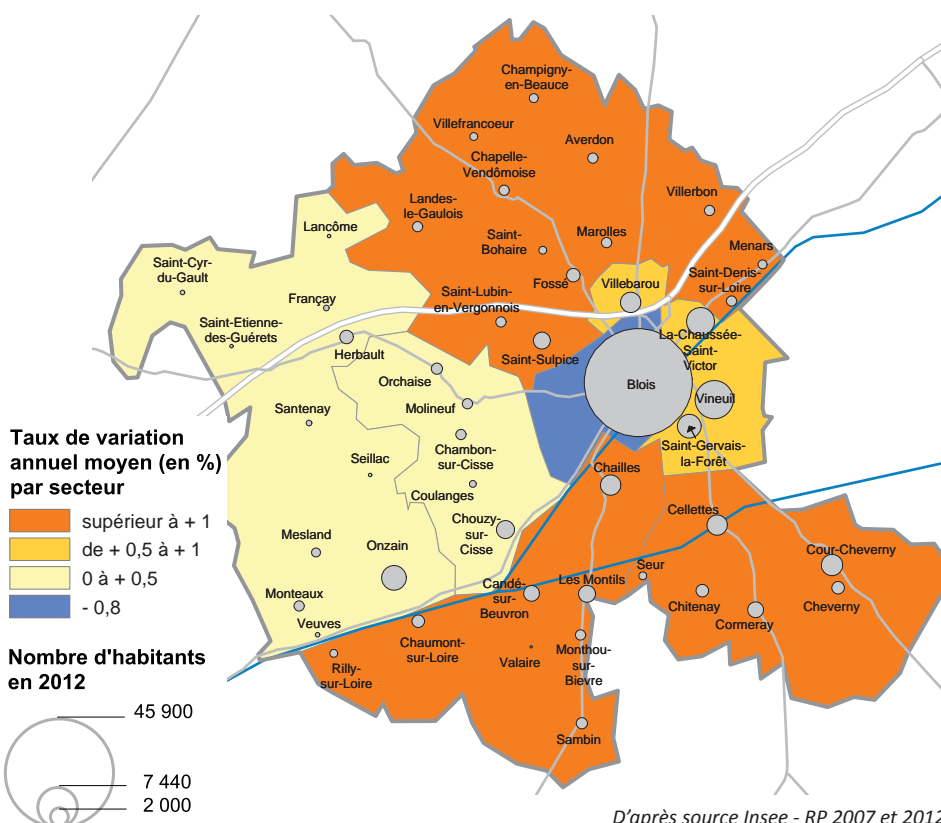 Champigny-
en-Beauce
Villefrancoeur
Averdon
Chapelle-
Vendômoise
Villerbon
Landes-
le-Gaulois
Lancôme
Saint-
Bohaire
Marolles
Menars
Saint-Cyr-
du-Gault
Fossé
Villebarou
Saint-Denis-
sur-Loire
Françay
Saint-Lubin-
en-Vergonnois
Saint-Etienne-
des-Guérets
La-Chaussée-
Saint-
Victor
Herbault
Saint-Sulpice
Orchaise
Blois
Vineuil
Santenay
Molineuf
Saint-Gervais-
la-Forêt
Chambon-
sur-Cisse
Seillac
Chailles
Coulanges
Cellettes
Chouzy-
sur-
Cisse
Mesland
Onzain
Cour-Cheverny
Seur
Candé-
sur-
Beuvron
Les Montils
Monteaux
Chitenay
Cheverny
Veuves
Cormeray
Chaumont-
sur-Loire
Valaire
Monthou-
sur-
Bievre
Rilly-
sur-Loire
Sambin
Taux de variation
annuel moyen (en %)
par secteur
supérieur à + 1
de + 0,5 à + 1
0 à + 0,5
- 0,8
Nombre d'habitants
en 2012
45 900
7 440
2 000
D'après source Insee - RP 2007 et 2012